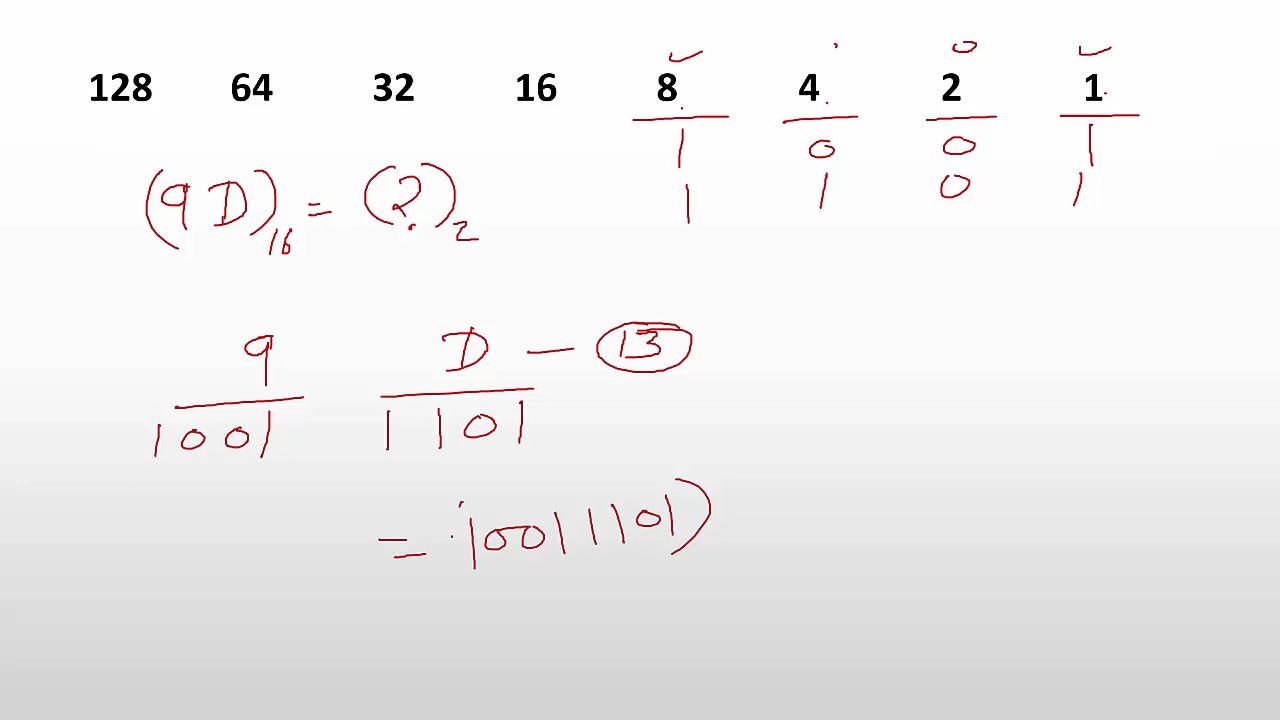 128 64 32 16 8 4 2 1
1 0 0 1
1 1 0 1
(9D)16 = (?)2
9 D — 13
1001 1101
= 10011101)